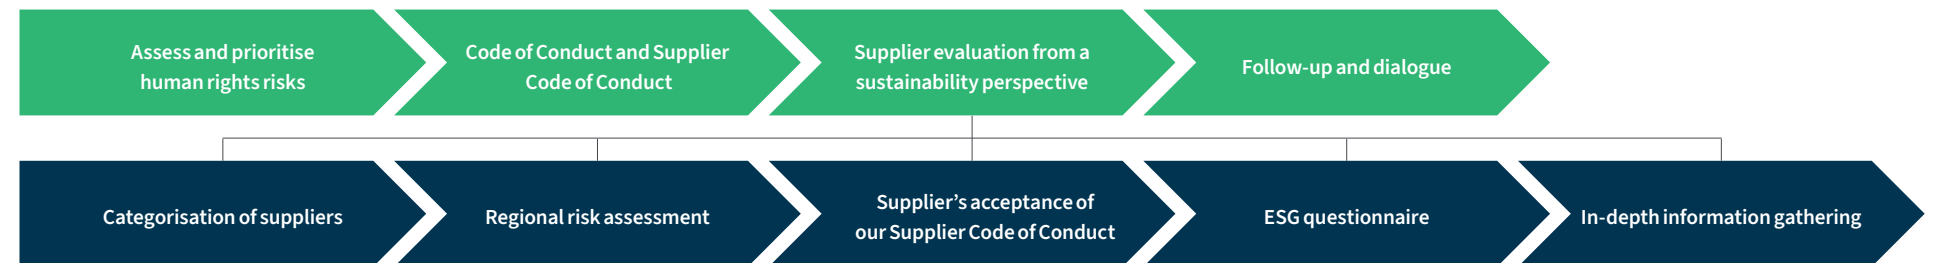 Assess and prioritise
human rights risks
Code of Conduct and Supplier
Code of Conduct
Supplier evaluation from a
sustainability perspective
Follow-up and dialogue
Categorisation of suppliers
Regional risk assessment
Supplier’s acceptance of
our Supplier Code of Conduct
ESG questionnaire
In-depth information gathering